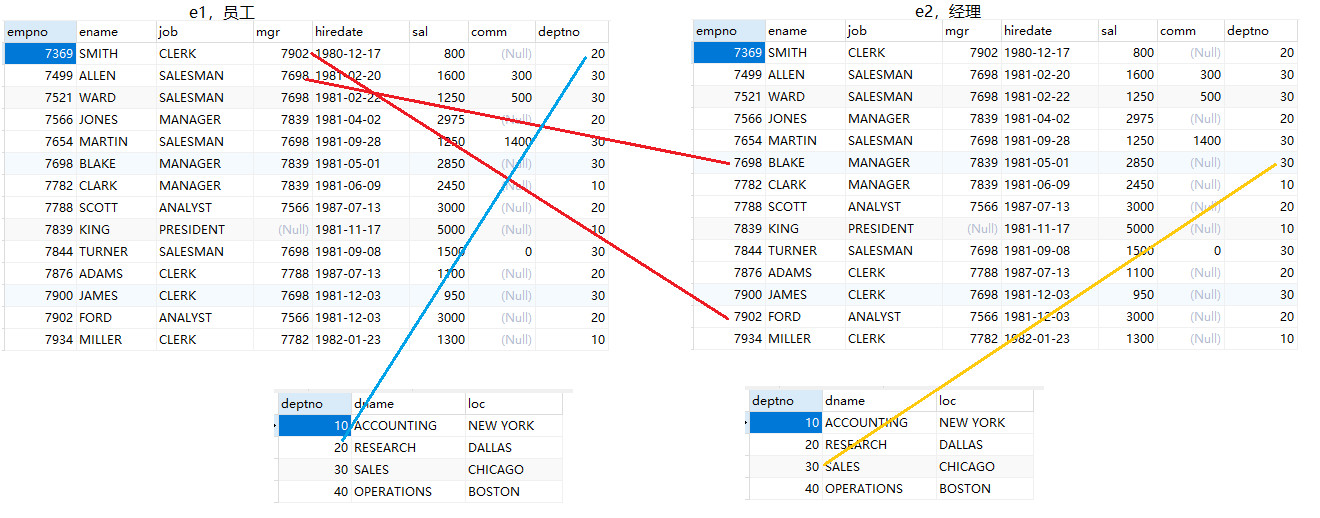 e1，员工
empno ename job mgr hiredate sal comm deptno
7369 SMITH CLERK 7902 1980-12-17 800 (Null) 20
7499 ALLEN SALESMAN 7698 1981-02-20 1600 300 30
7521 WARD SALESMAN 7698 1981-02-22 1250 500 30
7566 JONES MANAGER 7839 1981-04-02 2975 (Null) 20
7654 MARTIN SALESMAN 7698 1981-09-28 1250 1400 30
7698 BLAKE MANAGER 7839 1981-05-01 2850 (Null) 30
7782 CLARK MANAGER 7839 1981-06-09 2450 (Null) 10
7788 SCOTT ANALYST 7566 1987-07-13 3000 (Null) 20
7839 KING PRESIDENT (Null) 1981-11-17 5000 (Null) 10
7844 TURNER SALESMAN 7698 1981-09-08 1500 0 30
7876 ADAMS CLERK 7788 1987-07-13 1100 (Null) 20
7900 JAMES CLERK 7698 1981-12-03 950 (Null) 30
7902 FORD ANALYST 7566 1981-12-03 3000 (Null) 20
7934 MILLER CLERK 7782 1982-01-23 1300 (Null) 10
e2，经理
empno ename job mgr hiredate sal comm deptno
7369 SMITH CLERK 7902 1980-12-17 800 (Null) 20
7499 ALLEN SALESMAN 7698 1981-02-20 1600 300 30
7521 WARD SALESMAN 7698 1981-02-22 1250 500 30
7566 JONES MANAGER 7839 1981-04-02 2975 (Null) 20
7654 MARTIN SALESMAN 7698 1981-09-28 1250 1400 30
7698 BLAKE MANAGER 7839 1981-05-01 2850 (Null) 30
7782 CLARK MANAGER 7839 1981-06-09 2450 (Null) 10
7788 SCOTT ANALYST 7566 1987-07-13 3000 (Null) 20
7839 KING PRESIDENT (Null) 1981-11-17 5000 (Null) 10
7844 TURNER SALESMAN 7698 1981-09-08 1500 0 30
7876 ADAMS CLERK 7788 1987-07-13 1100 (Null) 20
7900 JAMES CLERK 7698 1981-12-03 950 (Null) 30
7902 FORD ANALYST 7566 1981-12-03 3000 (Null) 20
7934 MILLER CLERK 7782 1982-01-23 1300 (Null) 10
deptno dname loc
10 ACCOUNTING NEW YORK
20 RESEARCH DALLAS
30 SALES CHICAGO
40 OPERATIONS BOSTON
deptno dname loc
10 ACCOUNTING NEW YORK
20 RESEARCH DALLAS
30 SALES CHICAGO
40 OPERATIONS BOSTON